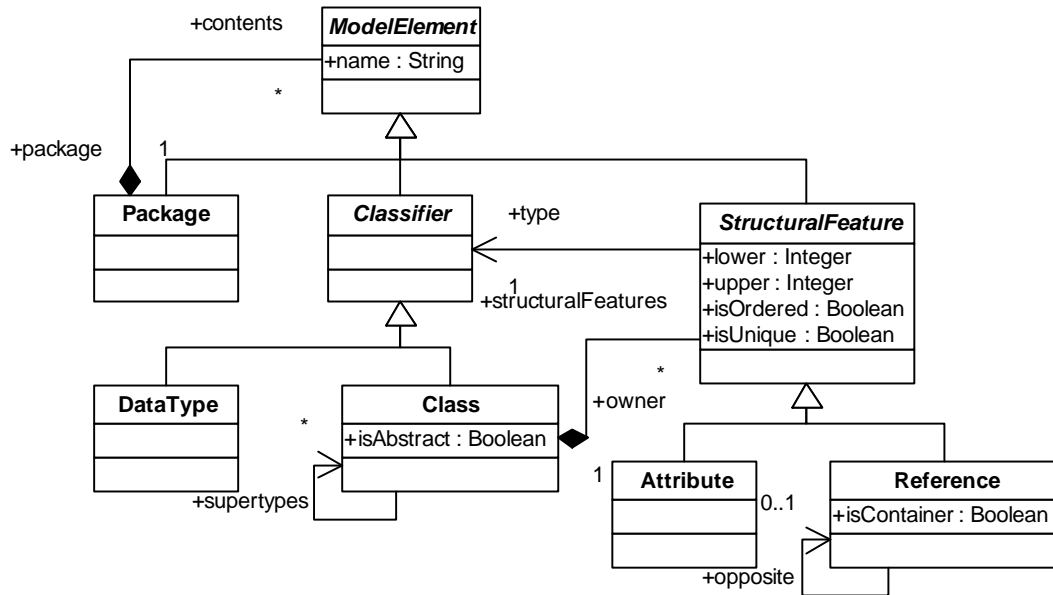 +contents
ModelElement
+name : String
*
+package
1
Package
Classifier
+type
StructuralFeature
+lower : Integer
+upper : Integer
+isOrdered : Boolean
+isUnique : Boolean
1
+structuralFeatures
*
DataType
Class
+isAbstract : Boolean
*
+owner
+supertypes
1
Attribute
0..1
Reference
+isContainer : Boolean
+opposite